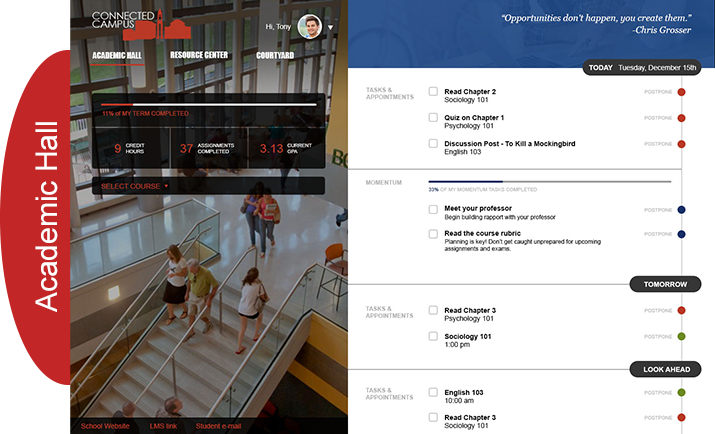 Academic Hall
CONNECTED
CAMPUS
Hi, Tony
ACADEMIC HALL
RESOURCE CENTER
COURTYARD
11% of MY TERM COMPLETED
9 CREDIT HOURS
37 ASSIGNMENTS COMPLETED
3.13 CURRENT GPA
SELECT COURSE
School Website
LMS link
Student e-mail
“Opportunities don't happen, you create them.”
-Chris Grosser
TODAY Tuesday, December 15th
TASKS &
APPOINTMENTS
Read Chapter 2
POSTPONE
Sociology 101
Quiz on Chapter 1
POSTPONE
Psychology 101
Discussion Post - To Kill a Mockingbird
POSTPONE
English 103
MOMENTUM
33% OF MY MOMENTUM TASKS COMPLETED
Meet your professor
POSTPONE
Begin building rapport with your professor
Read the course rubric
POSTPONE
Planning is key! Don't get caught unprepared for upcoming
assignments and exams.
TOMORROW
TASKS &
APPOINTMENTS
Read Chapter 3
POSTPONE
Psychology 101
Sociology 101
POSTPONE
1:00 pm
LOOK AHEAD
TASKS &
APPOINTMENTS
English 103
POSTPONE
10:00 am
Read Chapter 3
POSTPONE
Sociology 101